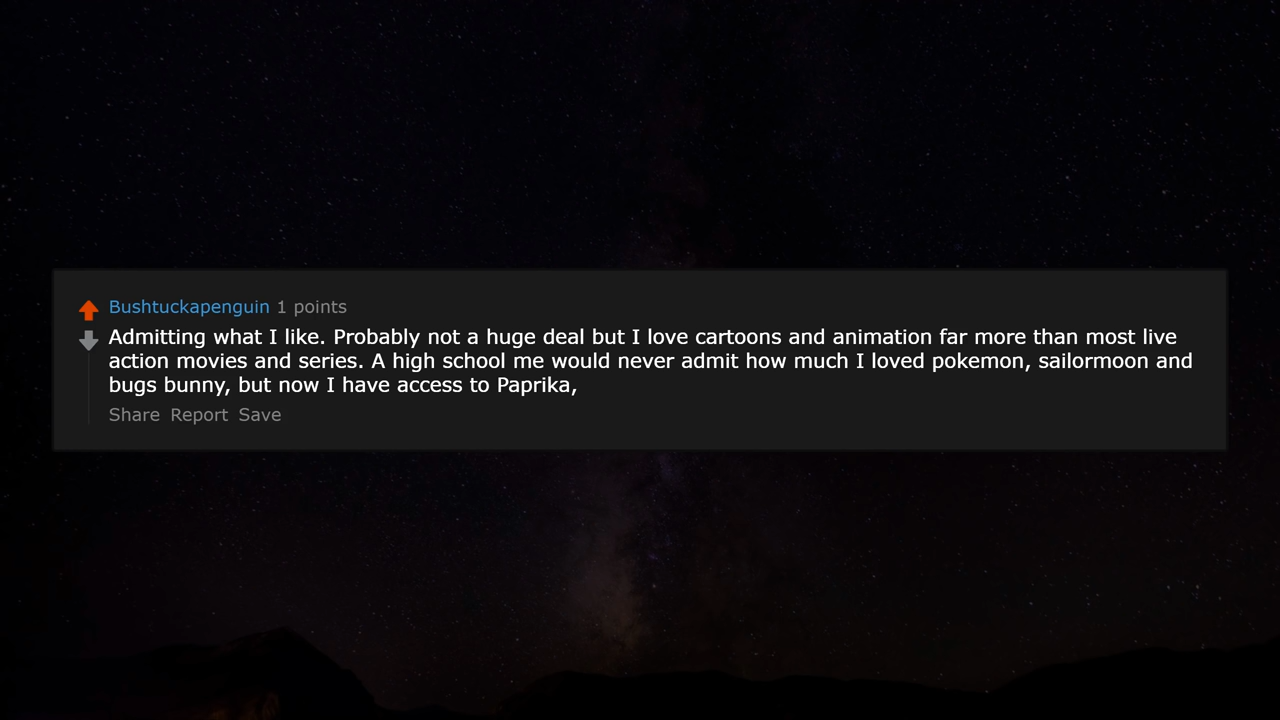 Bushtuckapenguin 1 points
Admitting what I like. Probably not a huge deal but I love cartoons and animation far more than most live
action movies and series. A high school me would never admit how much I loved pokemon, sailormoon and
bugs bunny, but now I have access to Paprika,
Share Report Save